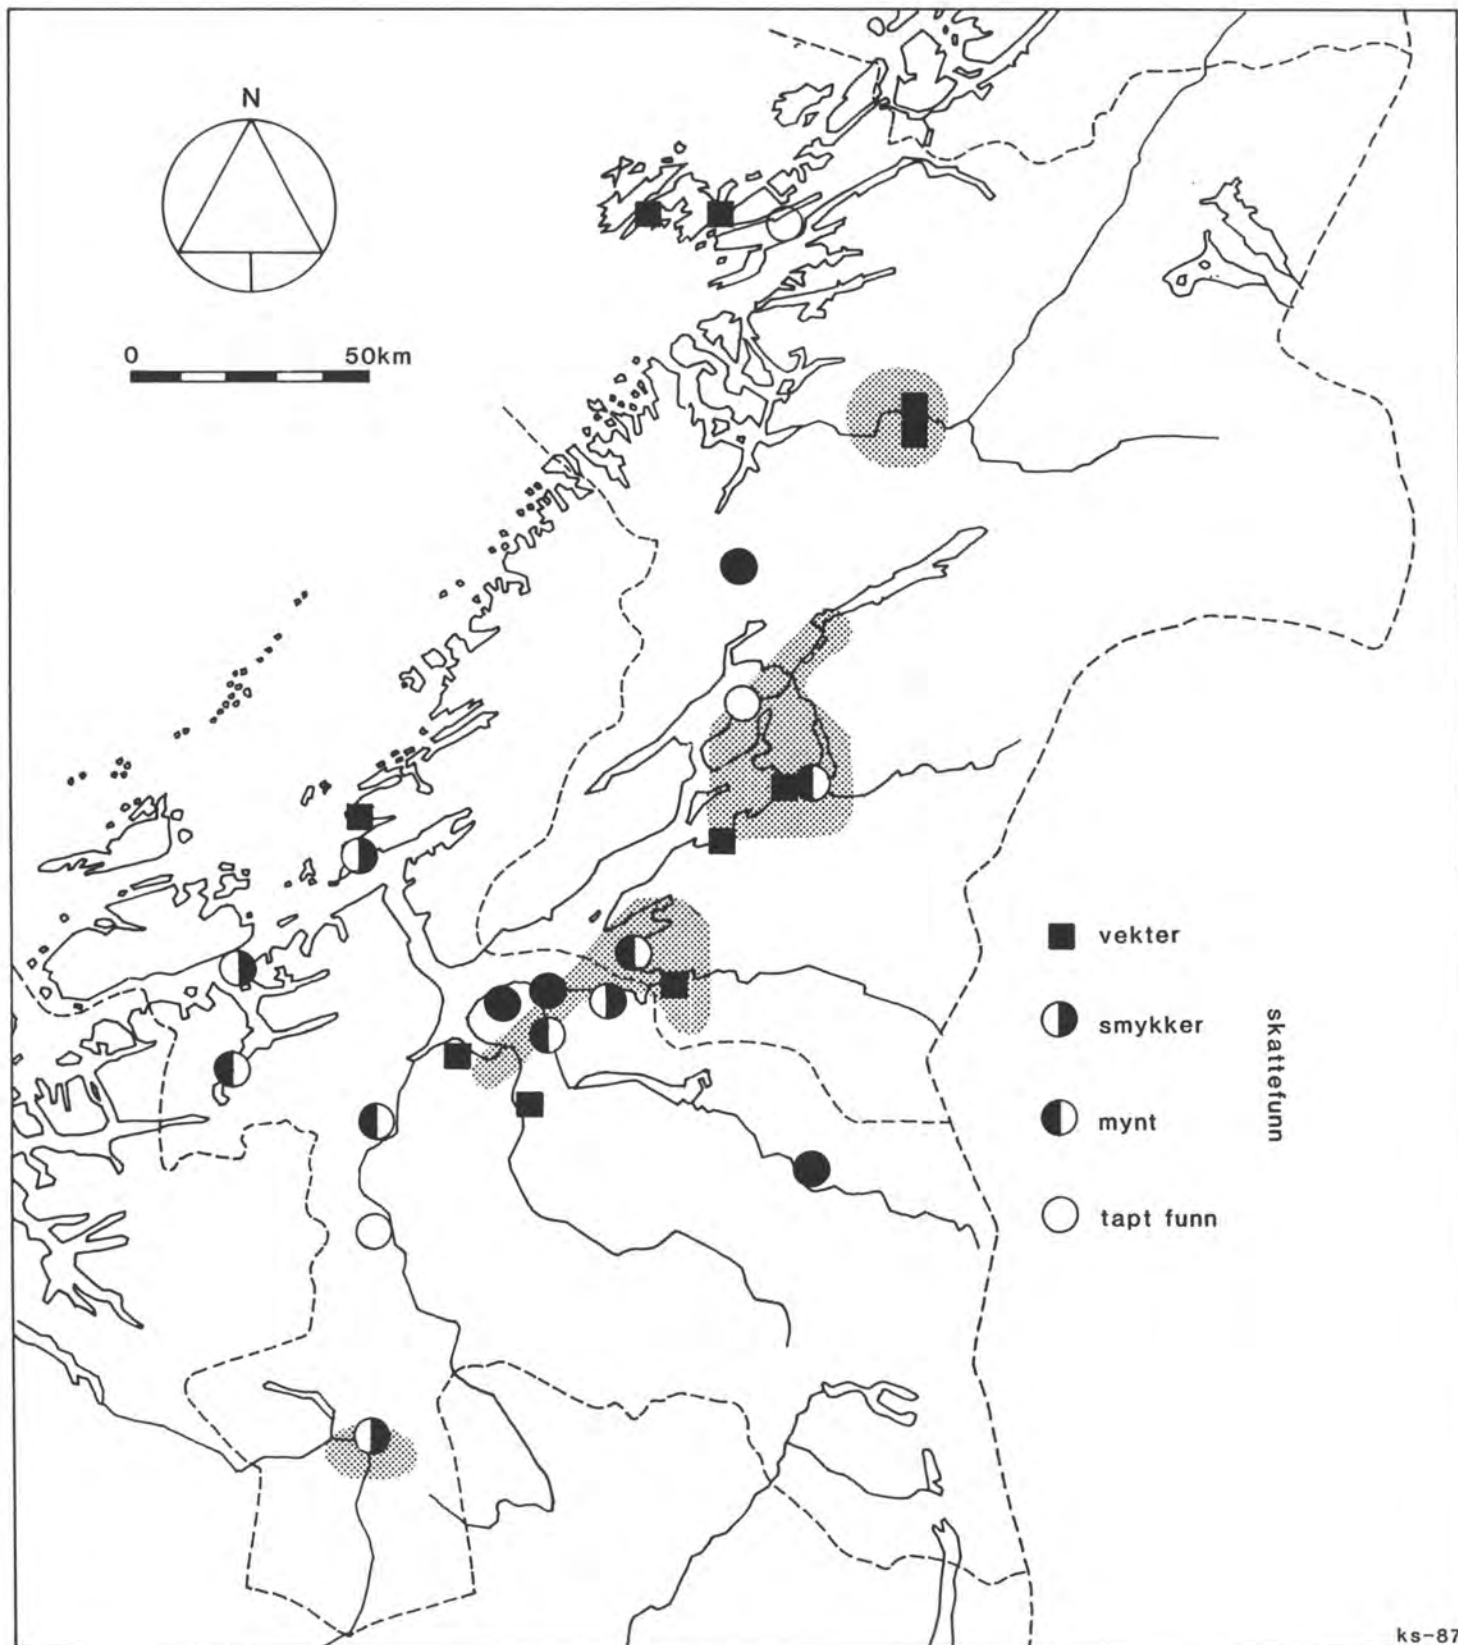 N
0 50km
vekter
smykker
mynt
tapt funn
skattefunn
ks-87